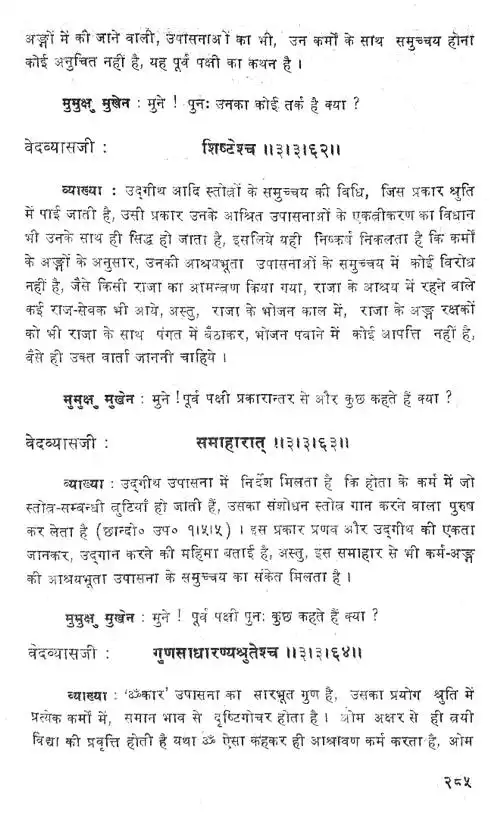 अङ्गों में की जाने वाली, उपासनाओं का भी, उन कर्मों के साथ समुच्चय होना
कोई अनुचित नहीं है, यह पूर्व पक्षी का कथन है ।
मुमुक्षु मुखेन : मुने ! पुनः उनका कोई तर्क है क्या ?
वेदव्यासजी : शिष्टेश्च ॥३।३।६२॥
व्याख्या : उद्गीथ आदि स्तोत्रों के समुच्चय की विधि, जिस प्रकार श्रुति
में पाई जाती है, उसी प्रकार उनके आश्रित उपासनाओं के एकत्रीकरण का विधान
भी उनके साथ ही सिद्ध हो जाता है, इसलिये यही निष्कर्ष निकलता है कि कर्मों
के अङ्गों के अनुसार, उनकी आश्रयभूता उपासनाओं के समुच्चय में कोई विरोध
नहीं है, जैसे किसी राजा का आमन्त्रण किया गया, राजा के आश्रय में रहने वाले
कई राज-सेवक भी आये, अस्तु, राजा के भोजन काल में, राजा के अङ्ग रक्षकों
को भी राजा के साथ पंगत में बैठाकर, भोजन पवाने में कोई आपत्ति नहीं है,
वैसे ही उक्त वार्ता जाननी चाहिये ।
मुमुक्षु मुखेन : मुने !पूर्व पक्षी प्रकारान्तर से और कुछ कहते हैं क्या ?
वेदव्यासजी : समाहारात् ॥३।३।६३॥
व्याख्या : उद्गीथ उपासना में निर्देश मिलता है कि होता के कर्म में जो
स्तोत्र-सम्बन्धी त्रुटियाँ हो जाती हैं, उसका संशोधन स्तोत्र गान करने वाला पुरुष
कर लेता है (छान्दो॰ उप॰ १।५।५) । इस प्रकार प्रणव और उद्गीथ की एकता
जानकर, उद्गान करने की महिमा बताई है, अस्तु, इस समाहार से भी कर्म-अङ्ग
की आश्रयभूता उपासना के समुच्चय का संकेत मिलता है ।
मुमुक्षु मुखेन : मुने ! पूर्व पक्षी पुनः कुछ कहते हैं क्या ?
वेदव्यासजी : गुणसाधारण्यश्रुतेश्च ॥३।३।६४॥
व्याख्या : 'ॐकार' उपासना का सारभूत गुण है, उसका प्रयोग श्रुति में
प्रत्येक कर्मों में, समान भाव से दृष्टिगोचर होता है । ओम अक्षर से ही त्रयी
विद्या की प्रवृत्ति होती है यथा ॐ ऐसा कहकर ही आश्रावण कर्म करता है, ओम
२८५